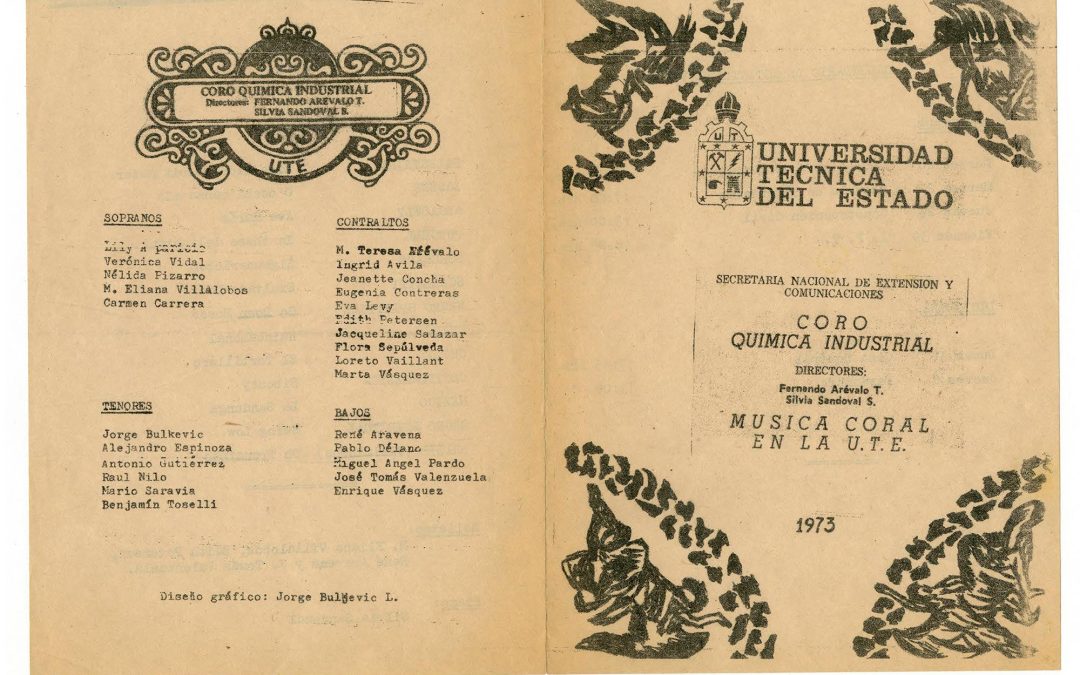 CORO QUIMICA INDUSTRIAL
Directores: FERNANDO AREVALO T.
SILVIA SANDOVAL S.
UTE
SOPRANOS
Lily A paricio
Verónica Vidal
Nélida Pizarro
M. Eliana Villalobos
Carmen Carrera
CONTRALTOS
M. Teresa Arévalo
Ingrid Avila
Jeanette Concha
Eugenia Contreras
Eva Levy
Edith Petersen
Jacqueline Salazar
Flora Sepúlveda
Loreto Vaillant
Marta Vásquez
TENORES
Jorge Bulkevic
Alejandro Espinoza
Antonio Gutiérrez
Raul Nilo
Mario Saravia
Benjamín Toselli
BAJOS
René Aravena
Pablo Délano
Miguel Angel Pardo
José Tomás Valenzuela
Enrique Vásquez
Diseño gráfico: Jorge Buljevic L.
U T
UNIVERSIDAD
TECNICA
DEL ESTADO
SECRETARIA NACIONAL DE EXTENSION Y
COMUNICACIONES
CORO
QUIMICA INDUSTRIAL
DIRECTORES:
Fernando Arévalo T.
Silvia Sandoval S.
MUSICA CORAL
EN LA U.T.E.
1973